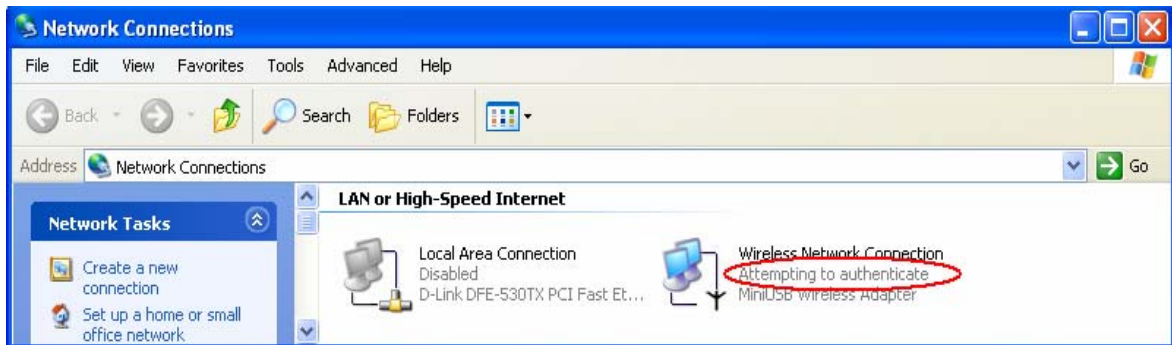 Network Connections
File Edit View Favorites Tools Advanced Help
Back Search Folders
Address Network Connections Go
Network Tasks
Create a new
connection
Set up a home or small
office network
LAN or High-Speed Internet
Local Area Connection
Disabled
D-Link DFE-530TX PCI Fast Et...
Wireless Network Connection
Attempting to authenticate
MiniUSB Wireless Adapter